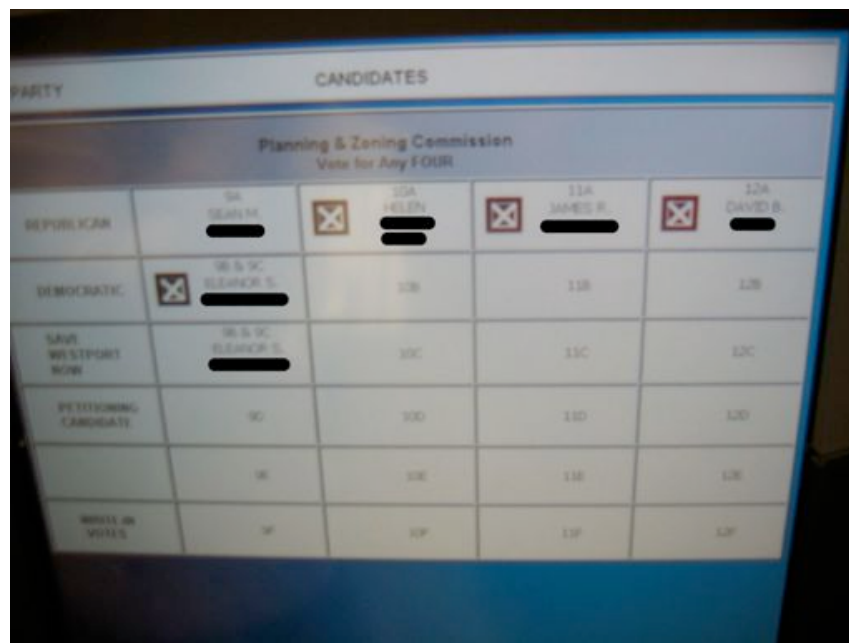 PARTY CANDIDATES
Planning & Zoning Commission
Vote for Any FOUR
REPUBLICAN
9A
SEAN M.
10A
HELEN
11A
JAMES R.
12A
DAVID B.
DEMOCRATIC
9B & 9C
ELEANOR S.
10B
11B
12B
SAVE
WESTPORT
NOW
9B & 9C
ELEANOR S.
10C
11C
12C
PETITIONING
CANDIDATE
9D
10D
11D
12D
9E
10E
11E
12E
WRITE-IN
VOTES
9F
10F
11F
12F